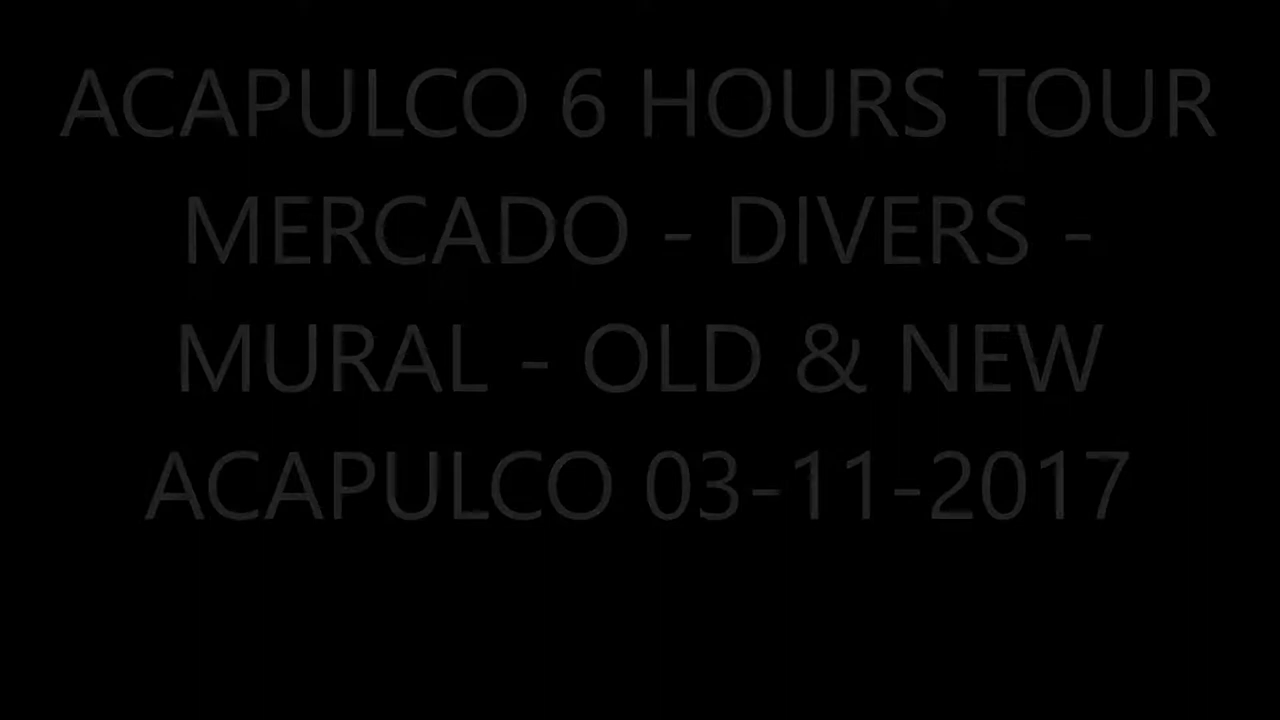 ACAPULCO 6 HOURS TOUR
MERCADO - DIVERS -
MURAL - OLD & NEW
ACAPULCO 03-11-2017